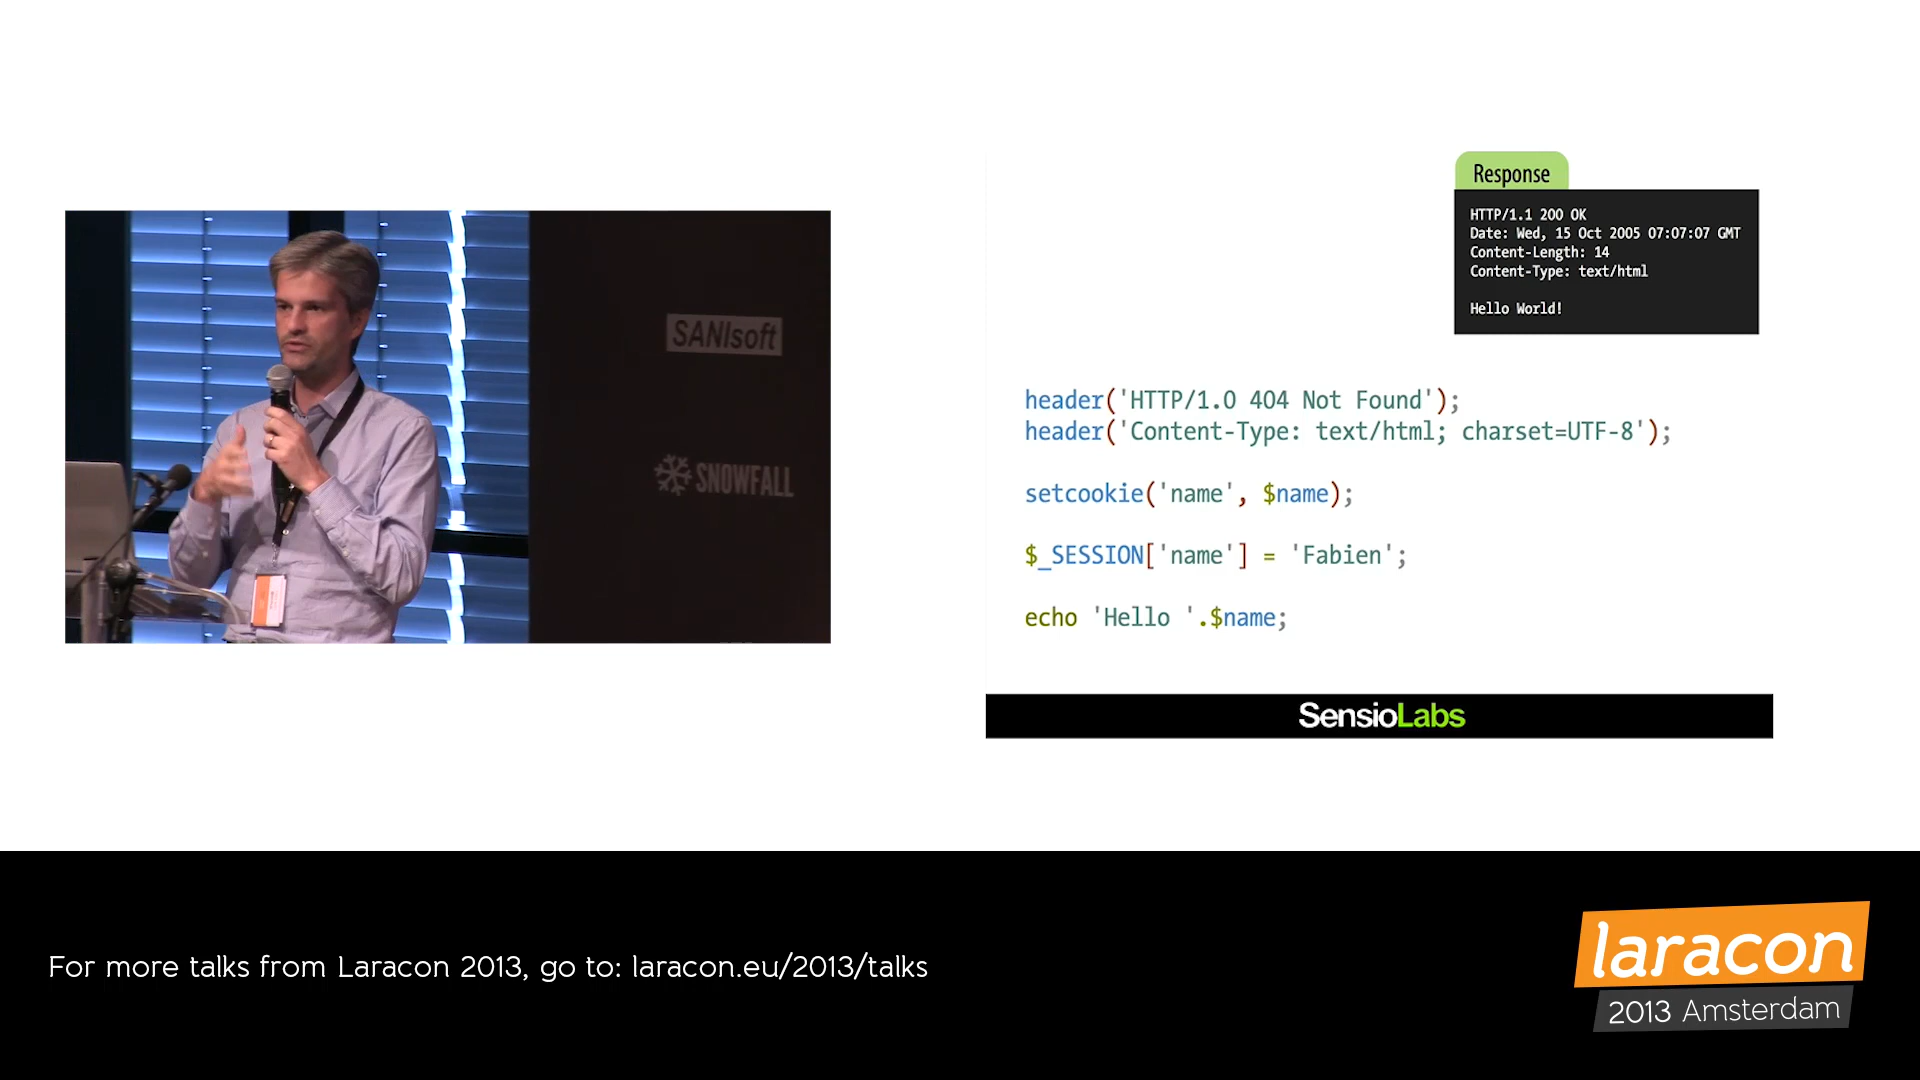 SANIsoft
SNOWFALL
Response
HTTP/1.1 200 OK
Date: Wed, 15 Oct 2005 07:07:07 GMT
Content-Length: 14
Content-Type: text/html
Hello World!
header('HTTP/1.0 404 Not Found');
header('Content-Type: text/html; charset=UTF-8');
setcookie('name', $name);
$_SESSION['name'] = 'Fabien';
echo 'Hello '.$name;
SensioLabs
For more talks from Laracon 2013, go to: laracon.eu/2013/talks
laracon
2013 Amsterdam